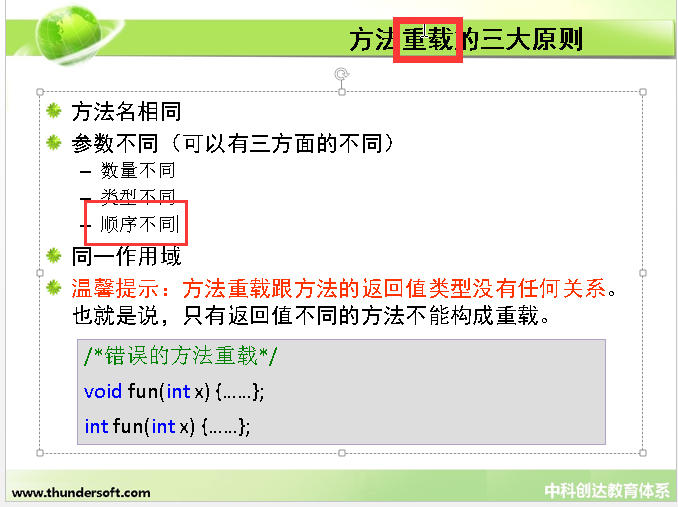 方法重载的三大原则
方法名相同
参数不同（可以有三方面的不同）
– 数量不同
– 类型不同
– 顺序不同
同一作用域
温馨提示：方法重载跟方法的返回值类型没有任何关系。
也就是说，只有返回值不同的方法不能构成重载。
/*错误的方法重载*/
void fun(int x) {......};
int fun(int x) {......};
www.thundersoft.com
中科创达教育体系